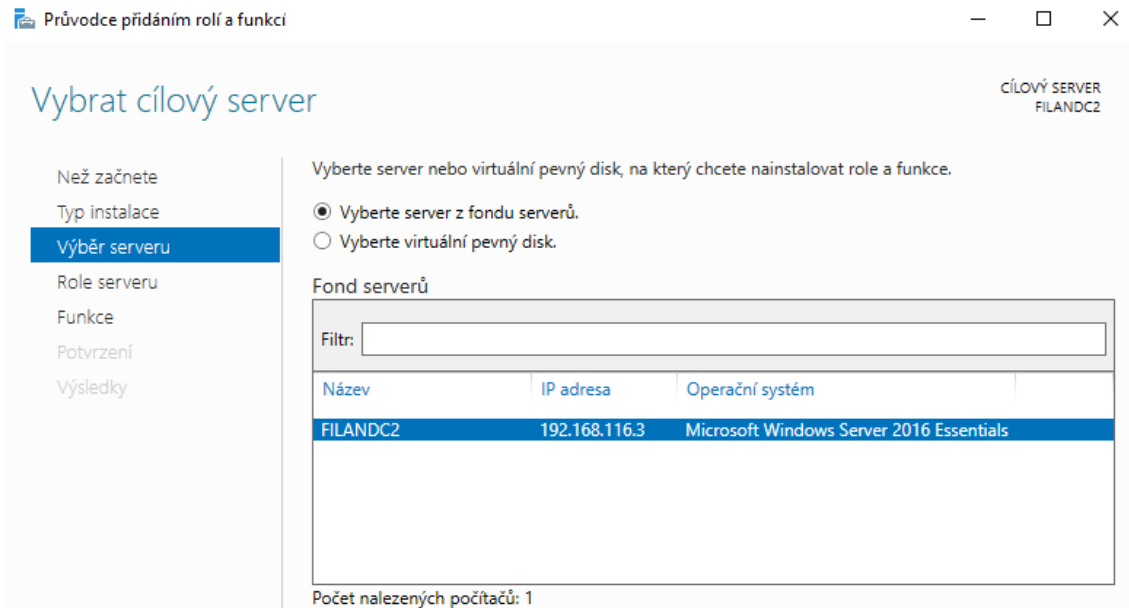 Průvodce přidáním rolí a funkcí
Vybrat cílový server
CÍLOVÝ SERVER
FILANDC2
Než začnete
Typ instalace
Výběr serveru
Role serveru
Funkce
Potvrzení
Výsledky
Vyberte server nebo virtuální pevný disk, na který chcete nainstalovat role a funkce.
Vyberte server z fondu serverů.
Vyberte virtuální pevný disk.
Fond serverů
Filtr:
Název IP adresa Operační systém
FILANDC2 192.168.116.3 Microsoft Windows Server 2016 Essentials
Počet nalezených počítačů: 1